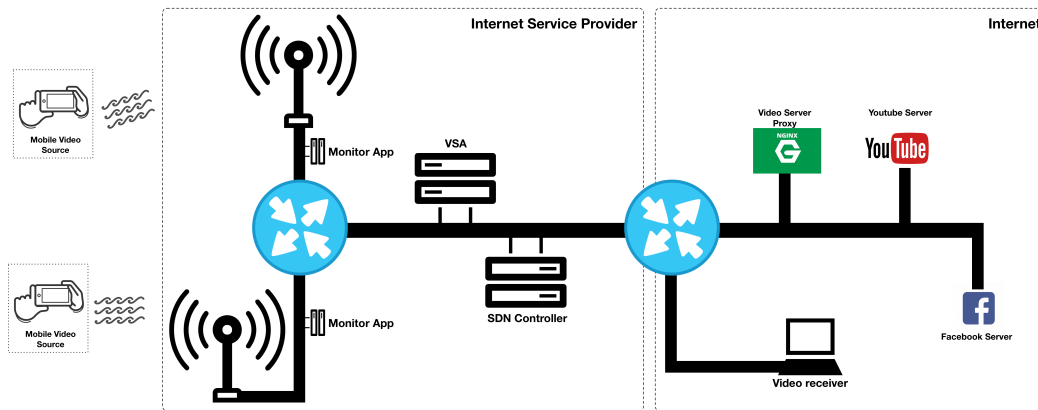 Internet Service Provider
Internet
Mobile Video
Source
Monitor App
VSA
Video Server
Proxy
NGINX
G
Youtube Server
YouTube
Mobile Video
Source
Monitor App
SDN Controller
Facebook Server
Video receiver